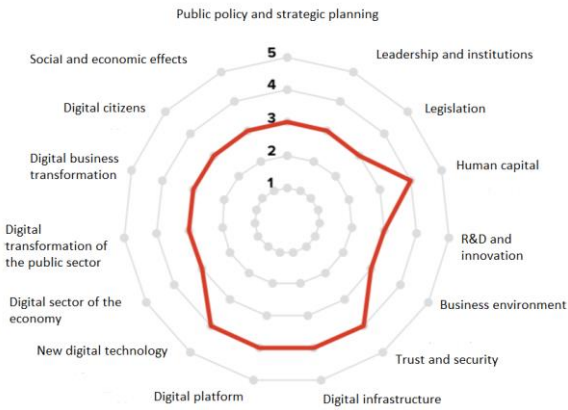 Public policy and strategic planning
Social and economic effects
5
Leadership and institutions
4
Digital citizens
Legislation
3
Digital business
transformation
2
Human capital
1
Digital
transformation of
the public sector
R&D and
innovation
Digital sector of the
economy
Business environment
New digital technology
Trust and security
Digital platform
Digital infrastructure